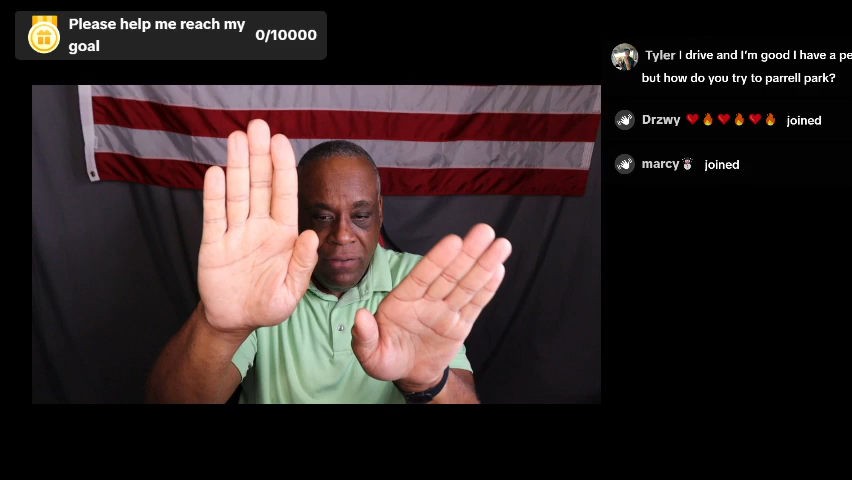 Please help me reach my
goal
0/10000
Tyler I drive and I'm good I have a
but how do you try to parrell park?
Drzwy ❤️🔥❤️🔥❤️🔥 joined
marcy☃️ joined